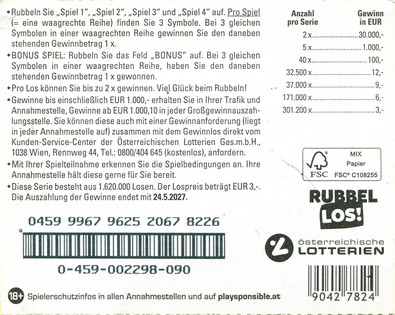 • Rubbeln Sie „Spiel 1", „Spiel 2", „Spiel 3" und „Spiel 4" auf. Pro Spiel
(= eine waagrechte Reihe) finden Sie 3 Symbole. Bei 3 gleichen
Symbolen in einer waagrechten Reihe gewinnen Sie den daneben
stehenden Gewinnbetrag 1 x.
• BONUS SPIEL: Rubbeln Sie das Feld „BONUS" auf. Bei 3 gleichen
Symbolen in einer waagrechten Reihe, haben Sie den daneben
stehenden Gewinnbetrag 1 x gewonnen.
• Pro Los können Sie bis zu 2 x gewinnen. Viel Glück beim Rubbeln!
• Gewinne bis einschließlich EUR 1.000,- erhalten Sie in Ihrer Trafik und
Annahmestelle, Gewinne ab EUR 1.000,10 in jeder Großgewinnauszah-
lungsstelle. Sie können diese auch mit einer Gewinnanforderung (liegt
in jeder Annahmestelle auf) zusammen mit dem Gewinnlos direkt vom
Kunden-Service-Center der Österreichischen Lotterien Ges.m.b.H.,
1038 Wien, Rennweg 44, Tel.: 0800/404 645 (kostenlos), anfordern.
• Mit Ihrer Spielteilnahme erkennen Sie die Spielbedingungen an. Ihre
Annahmestelle hält diese gerne für Sie bereit.
• Diese Serie besteht aus 1.620.000 Losen. Der Lospreis beträgt EUR 3,-.
Die Auszahlung der Gewinne endet mit 24.5.2027.
Anzahl Gewinn
pro Serie in EUR
2 x 30.000,-
5 x 1.000,-
40 x 100,-
32.500 x 12,-
37.000 x 9,-
171.000 x 6,-
301.200 x 3,-
FSC
MIX
Papier
FSC® C108255
RUBBEL
LOS!
österreichische
LOTTERIEN
0459 9967 9625 2067 8226
0-459-002298-090
9042 7824
18+ Spielerschutzinfos in allen Annahmestellen und auf playsponsible.at